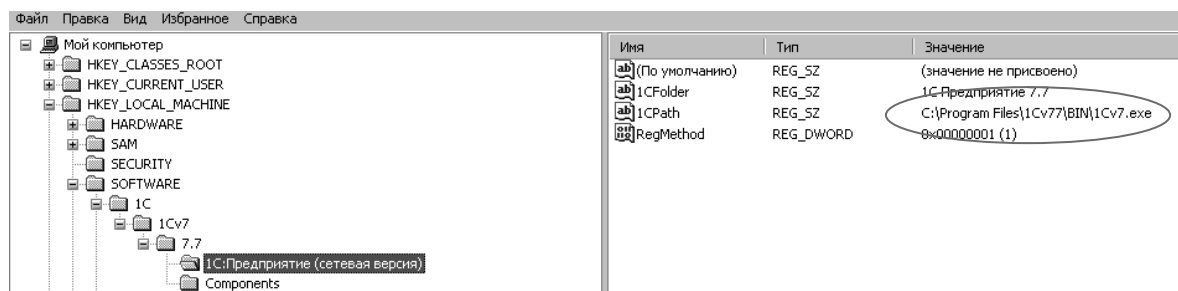 Файл Правка Вид Избранное Справка
Мой компьютер
HKEY_CLASSES_ROOT
HKEY_CURRENT_USER
HKEY_LOCAL_MACHINE
HARDWARE
SAM
SECURITY
SOFTWARE
1C
1Cv7
7.7
1С:Предприятие (сетевая версия)
Components
Имя Тип Значение
(По умолчанию) REG_SZ (значение не присвоено)
1CFolder REG_SZ 1С Предприятие 7.7
1CPath REG_SZ C:\Program Files\1Cv77\BIN\1Cv7.exe
RegMethod REG_DWORD 0x00000001 (1)